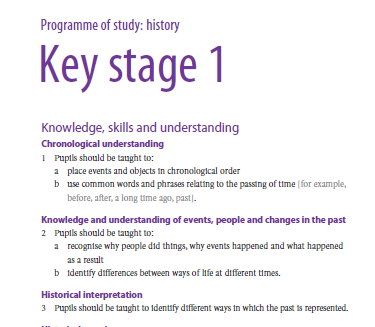 Programme of study: history
Key stage 1
Knowledge, skills and understanding
Chronological understanding
1 Pupils should be taught to:
a place events and objects in chronological order
b use common words and phrases relating to the passing of time [for example,
before, after, a long time ago, past].
Knowledge and understanding of events, people and changes in the past
2 Pupils should be taught to:
a recognise why people did things, why events happened and what happened
as a result
b identify differences between ways of life at different times.
Historical interpretation
3 Pupils should be taught to identify different ways in which the past is represented.